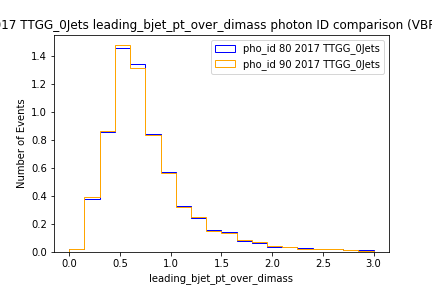 017 TTGG_0Jets leading_bjet_pt_over_dimass photon ID comparison (VBF
pho_id 80 2017 TTGG_0Jets
pho_id 90 2017 TTGG_0Jets
Number of Events
1.4
1.2
1.0
0.8
0.6
0.4
0.2
0.0
0.0 0.5 1.0 1.5 2.0 2.5 3.0
leading_bjet_pt_over_dimass